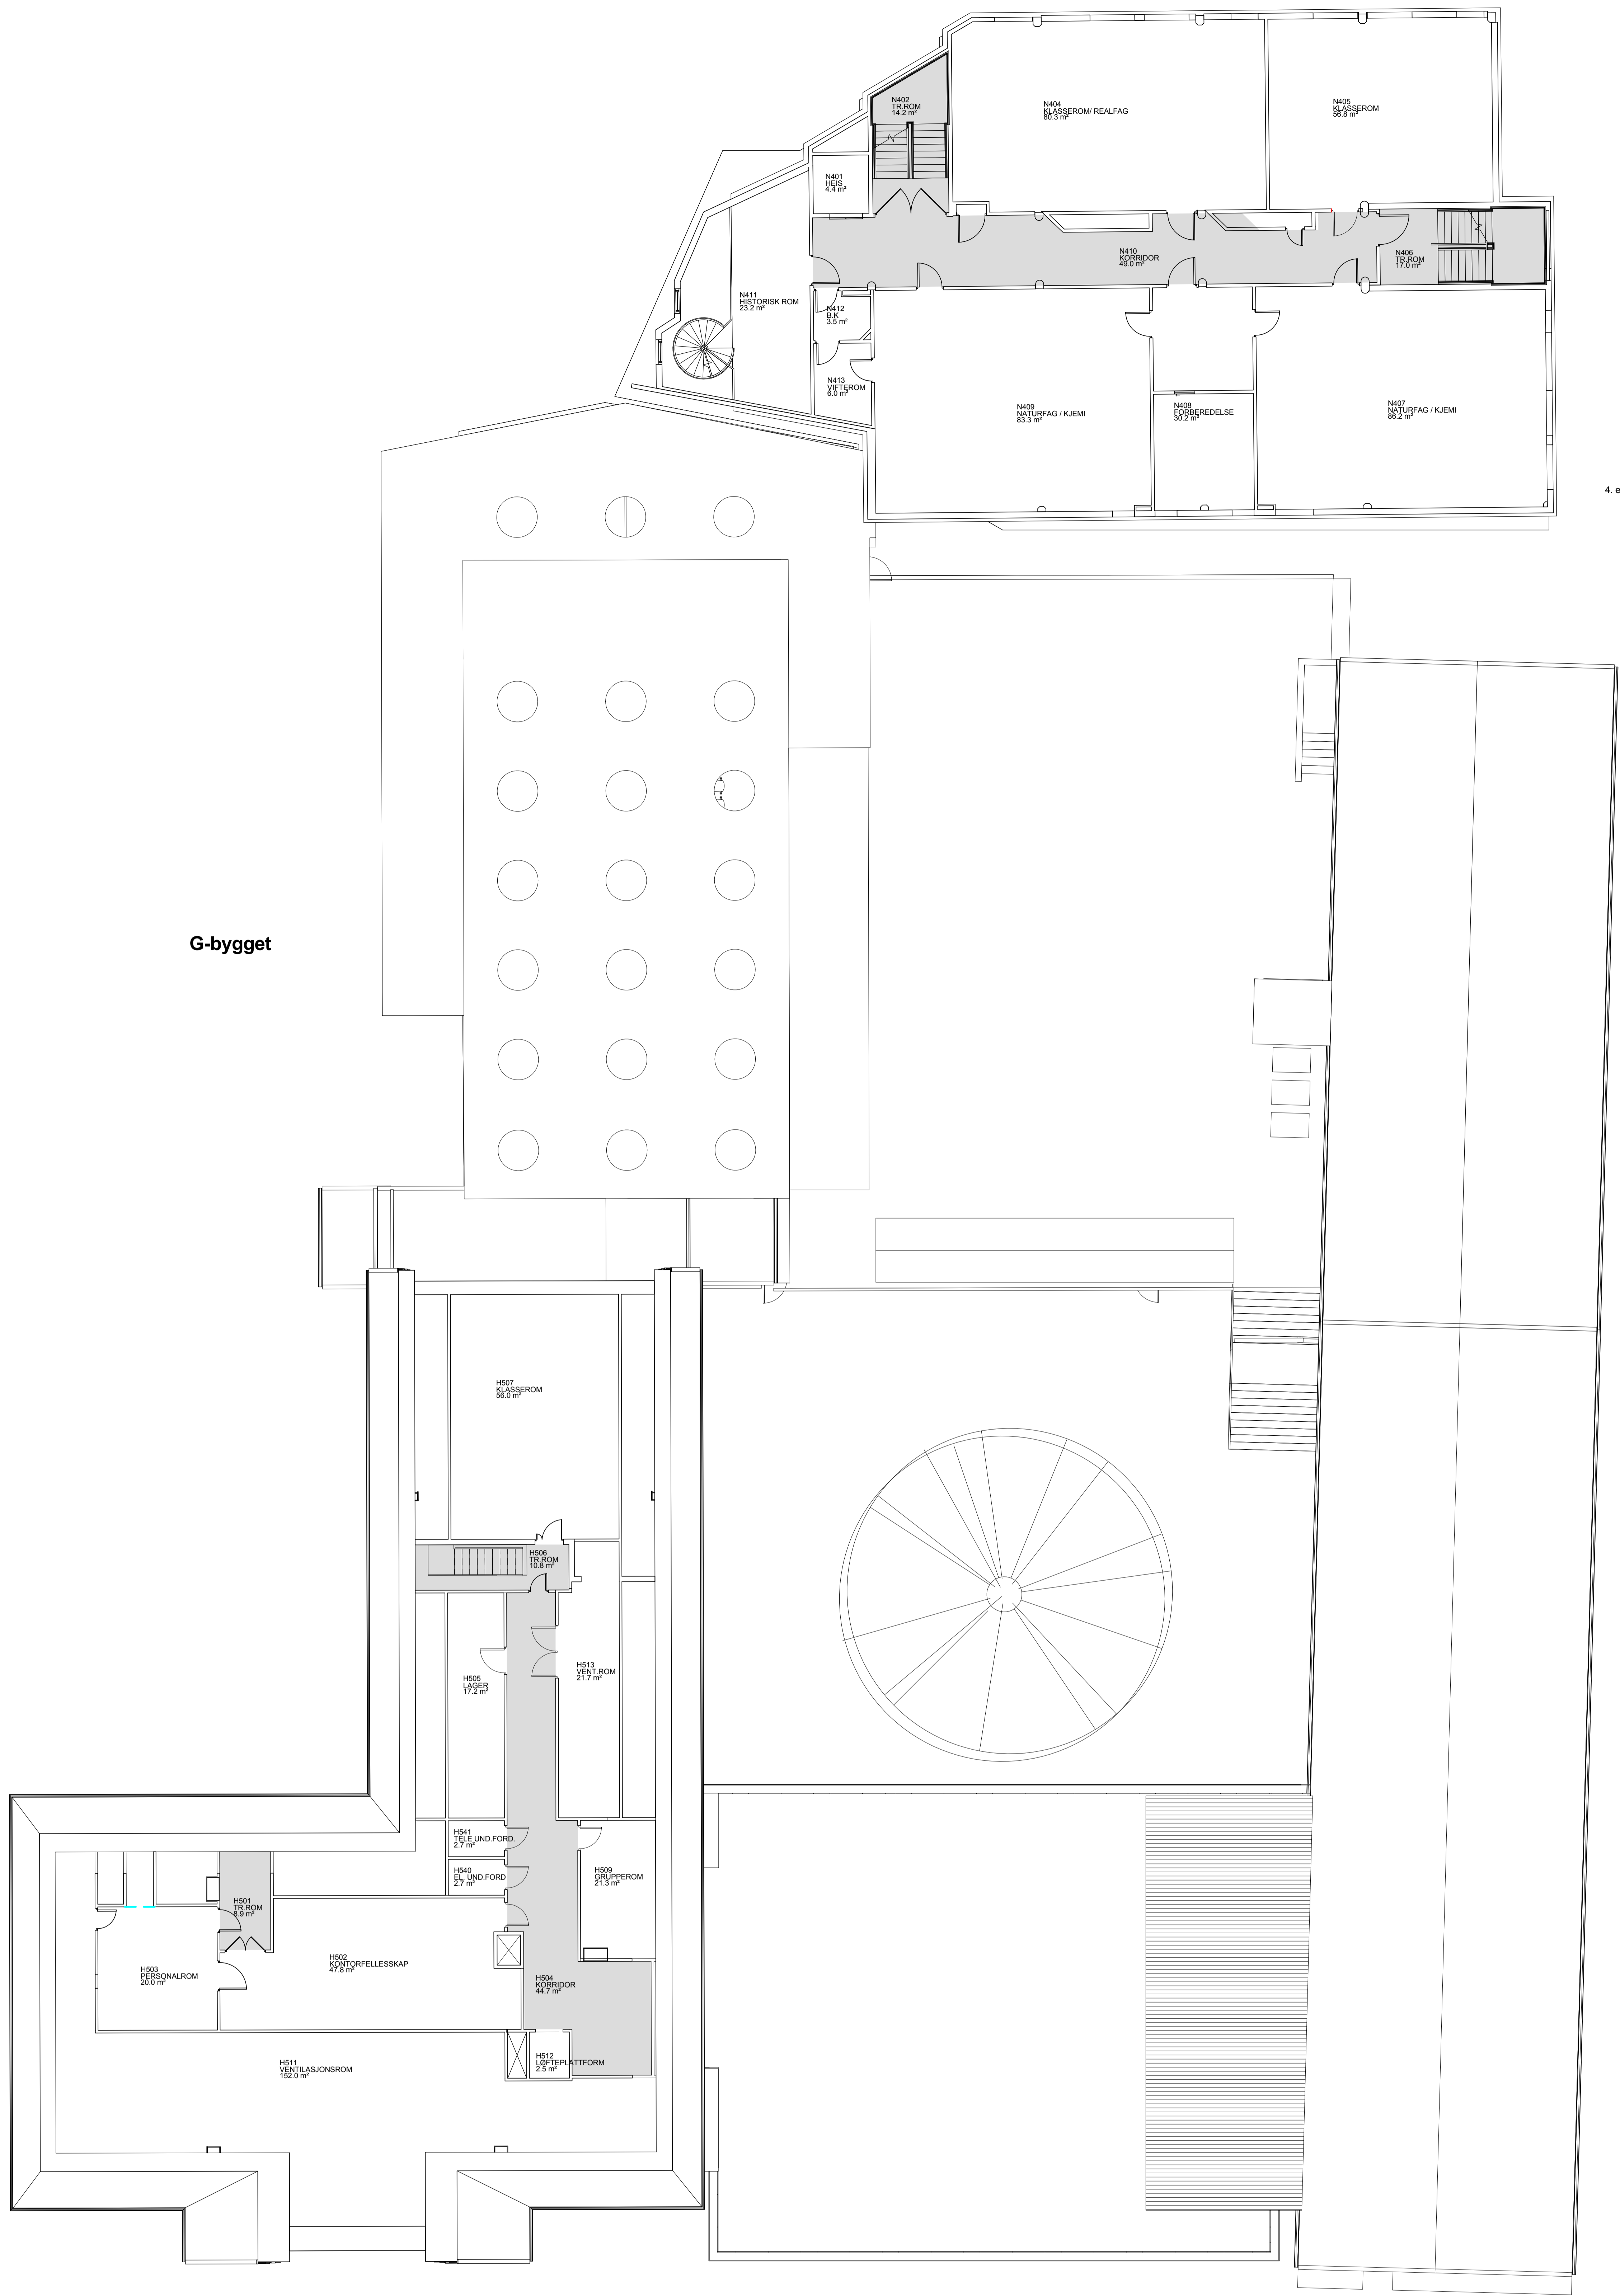 N402
TR.ROM
14.2 m²
N404
KLASSEROM/ REALFAG
80.3 m²
N405
KLASSEROM
56.8 m²
N401
HEIS
4.4 m²
N410
KORRIDOR
49.0 m²
N406
TR.ROM
17.0 m²
N411
HISTORISK ROM
23.2 m²
N412
B.K
3.5 m²
N413
VIFTEROM
6.0 m²
N409
NATURFAG / KJEMI
83.3 m²
N408
FORBEREDELSE
30.2 m²
N407
NATURFAG / KJEMI
86.2 m²
4. e
G-bygget
H507
KLASSEROM
56.0 m²
H506
TR.ROM
10.8 m²
H505
LAGER
17.2 m²
H513
VENT.ROM
21.7 m²
H541
TELE UND.FORD.
2.7 m²
H540
EL. UND.FORD
2.7 m²
H509
GRUPPEROM
21.3 m²
H501
TR.ROM
8.9 m²
H502
KONTORFELLESSKAP
47.8 m²
H503
PERSONALROM
20.0 m²
H504
KORRIDOR
44.7 m²
H512
LØFTEPLATTFORM
2.5 m²
H511
VENTILASJONSROM
152.0 m²